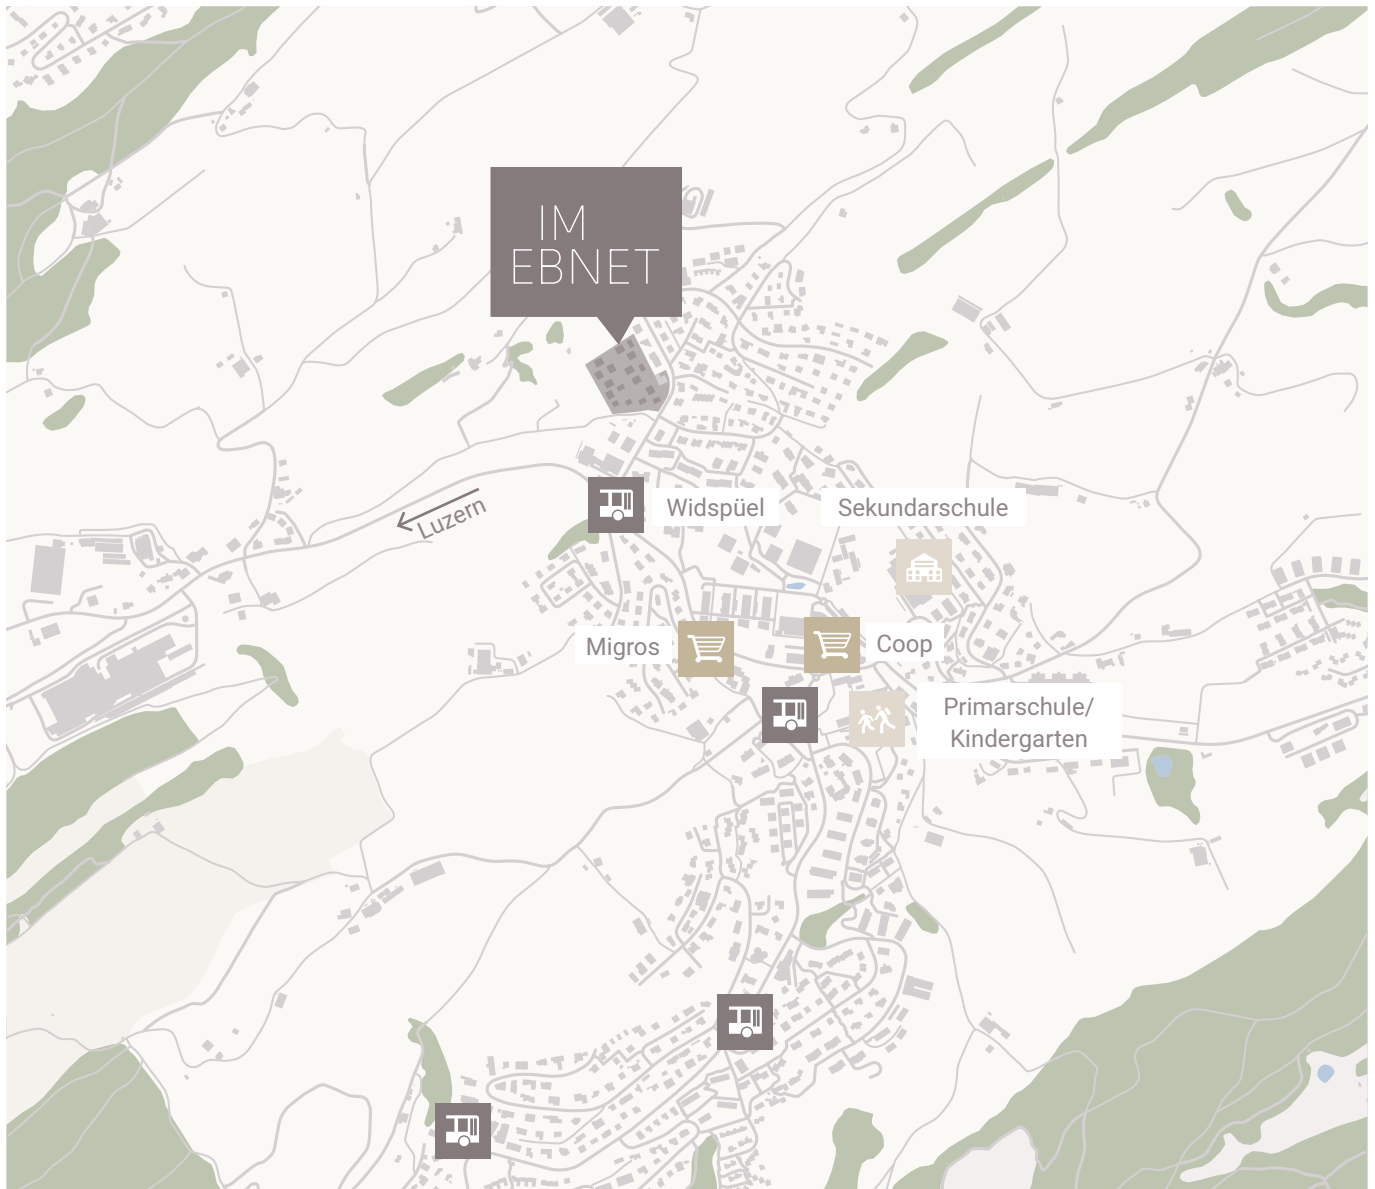 IM
EBNET
Widspüel
Sekundarschule
Luzern
Migros
Coop
Primarschule/
Kindergarten